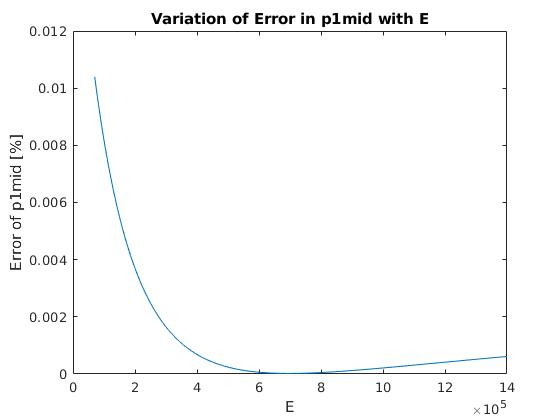 Variation of Error in p1mid with E
Error of p1mid [%]
0.012
0.01
0.008
0.006
0.004
0.002
0
0 2 4 6 8 10 12 14
E
×10^5